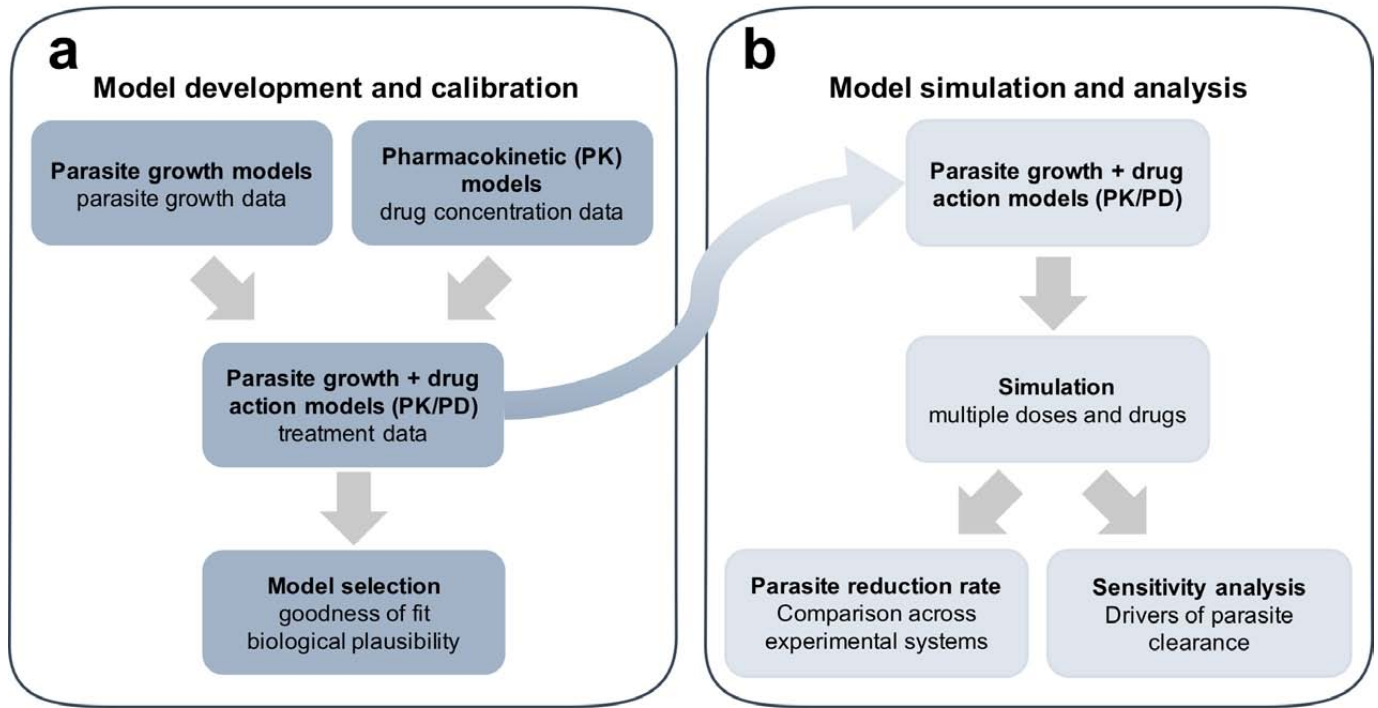 a
Model development and calibration
Parasite growth models
parasite growth data
Pharmacokinetic (PK)
models
drug concentration data
Parasite growth + drug
action models (PK/PD)
treatment data
Model selection
goodness of fit
biological plausibility
b
Model simulation and analysis
Parasite growth + drug
action models (PK/PD)
Simulation
multiple doses and drugs
Parasite reduction rate
Comparison across
experimental systems
Sensitivity analysis
Drivers of parasite
clearance